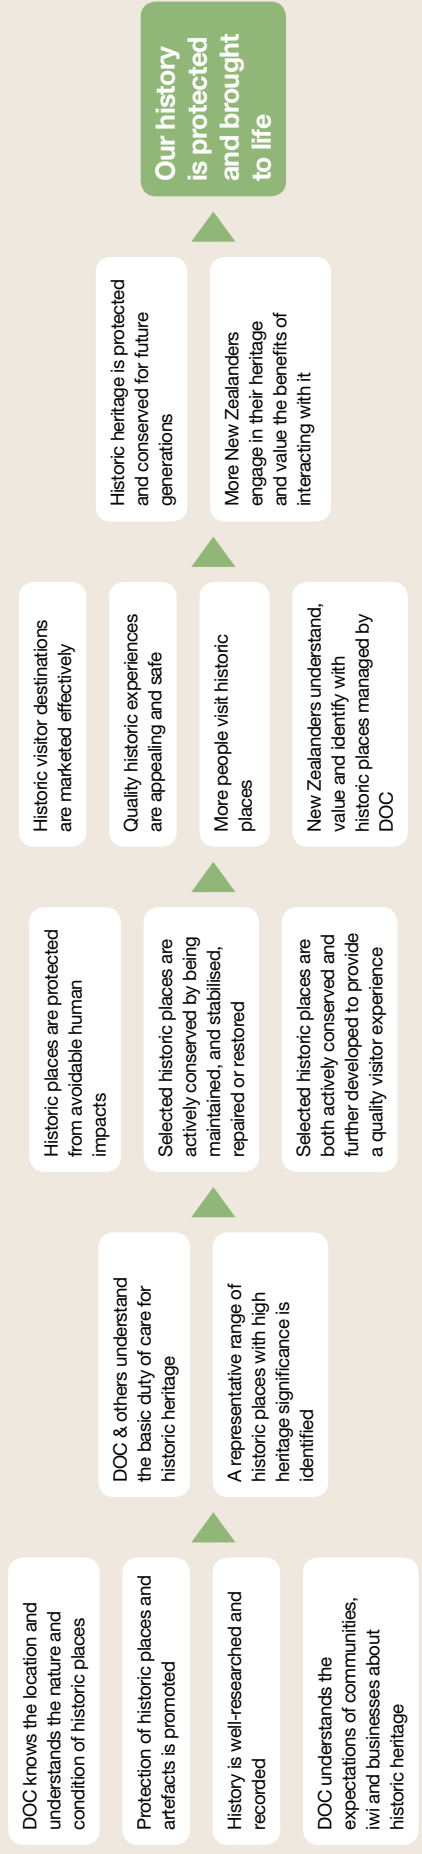 DOC knows the location and
understands the nature and
condition of historic places
Protection of historic places and
artefacts is promoted
History is well-researched and
recorded
DOC understands the
expectations of communities,
iwi and businesses about
historic heritage
DOC & others understand
the basic duty of care for
historic heritage
A representative range of
historic places with high
heritage significance is
identified
Historic places are protected
from avoidable human
impacts
Selected historic places are
actively conserved by being
maintained, and stabilised,
repaired or restored
Selected historic places are
both actively conserved and
further developed to provide
a quality visitor experience
Historic visitor destinations
are marketed effectively
Quality historic experiences
are appealing and safe
More people visit historic
places
New Zealanders understand,
value and identify with
historic places managed by
DOC
Historic heritage is protected
and conserved for future
generations
More New Zealanders
engage in their heritage
and value the benefits of
interacting with it
Our history
is protected
and brought
to life